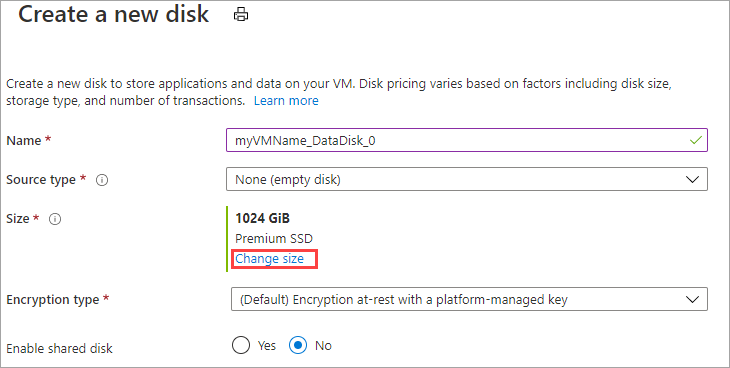 Create a new disk
Create a new disk to store applications and data on your VM. Disk pricing varies based on factors including disk size,
storage type, and number of transactions. Learn more
Name * myVMName_DataDisk_0
Source type * None (empty disk)
Size * 1024 GiB
Premium SSD
Change size
Encryption type * (Default) Encryption at-rest with a platform-managed key
Enable shared disk Yes No